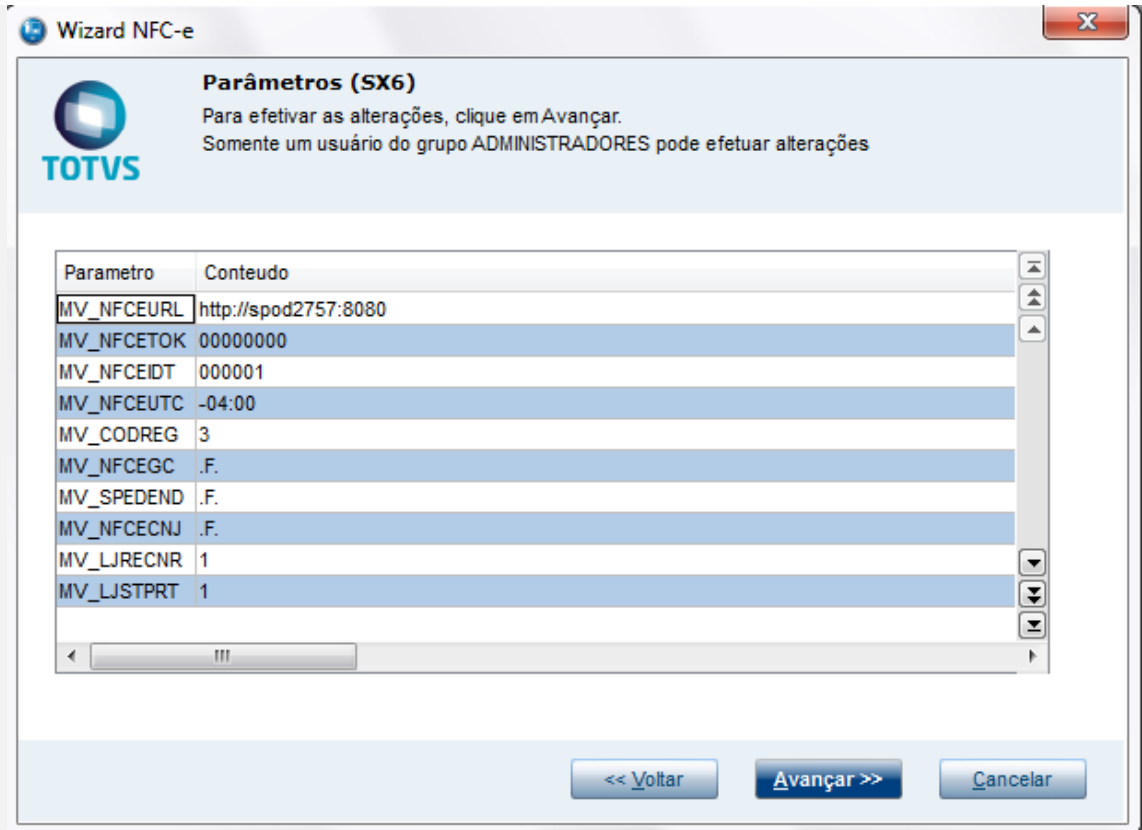 Wizard NFC-e
TOTVS
Parâmetros (SX6)
Para efetivar as alterações, clique em Avançar.
Somente um usuário do grupo ADMINISTRADORES pode efetuar alterações
Parametro Conteudo
MV_NFCEURL http://spod2757:8080
MV_NFCETOK 00000000
MV_NFCEIDT 000001
MV_NFCEUTC -04:00
MV_CODREG 3
MV_NFCEGC .F.
MV_SPEDEND .F.
MV_NFCECNJ .F.
MV_LJRECNR 1
MV_LJSTPRT 1
<< Voltar Avançar >> Cancelar